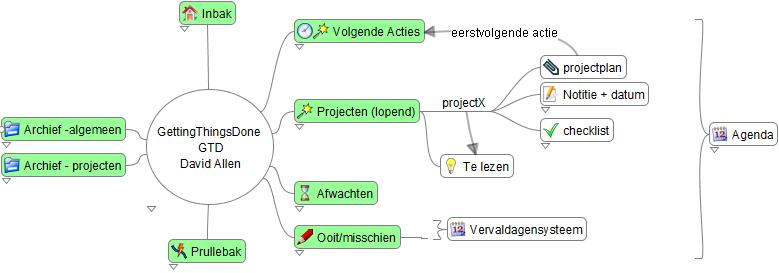 Inbak
Volgende Acties
eerstvolgende actie
projectplan
Projecten (lopend)
projectX
Notitie + datum
checklist
Te lezen
Archief -algemeen
Archief - projecten
GettingThingsDone
GTD
David Allen
Agenda
Afwachten
Ooit/misschien
Vervaldagensysteem
Prullebak